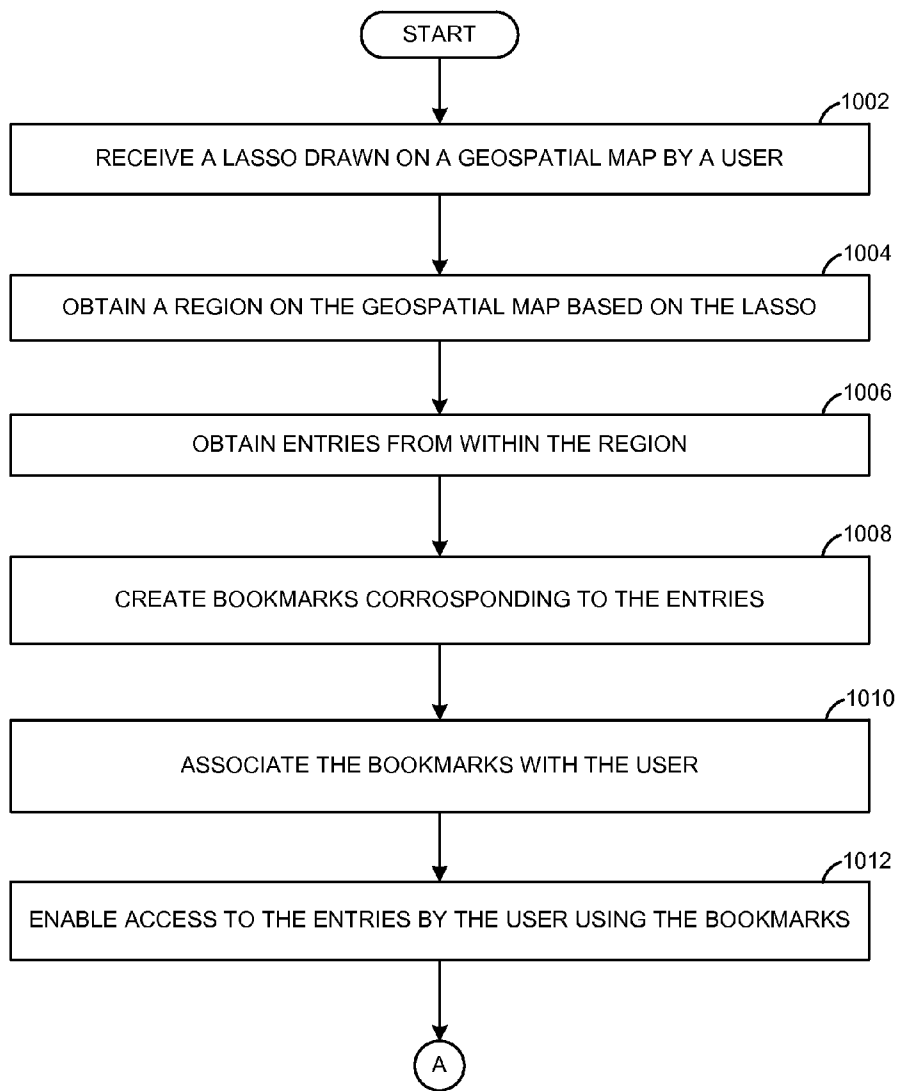 START
1002
RECEIVE A LASSO DRAWN ON A GEOSPATIAL MAP BY A USER
1004
OBTAIN A REGION ON THE GEOSPATIAL MAP BASED ON THE LASSO
1006
OBTAIN ENTRIES FROM WITHIN THE REGION
1008
CREATE BOOKMARKS CORROSPONDING TO THE ENTRIES
1010
ASSOCIATE THE BOOKMARKS WITH THE USER
1012
ENABLE ACCESS TO THE ENTRIES BY THE USER USING THE BOOKMARKS
A